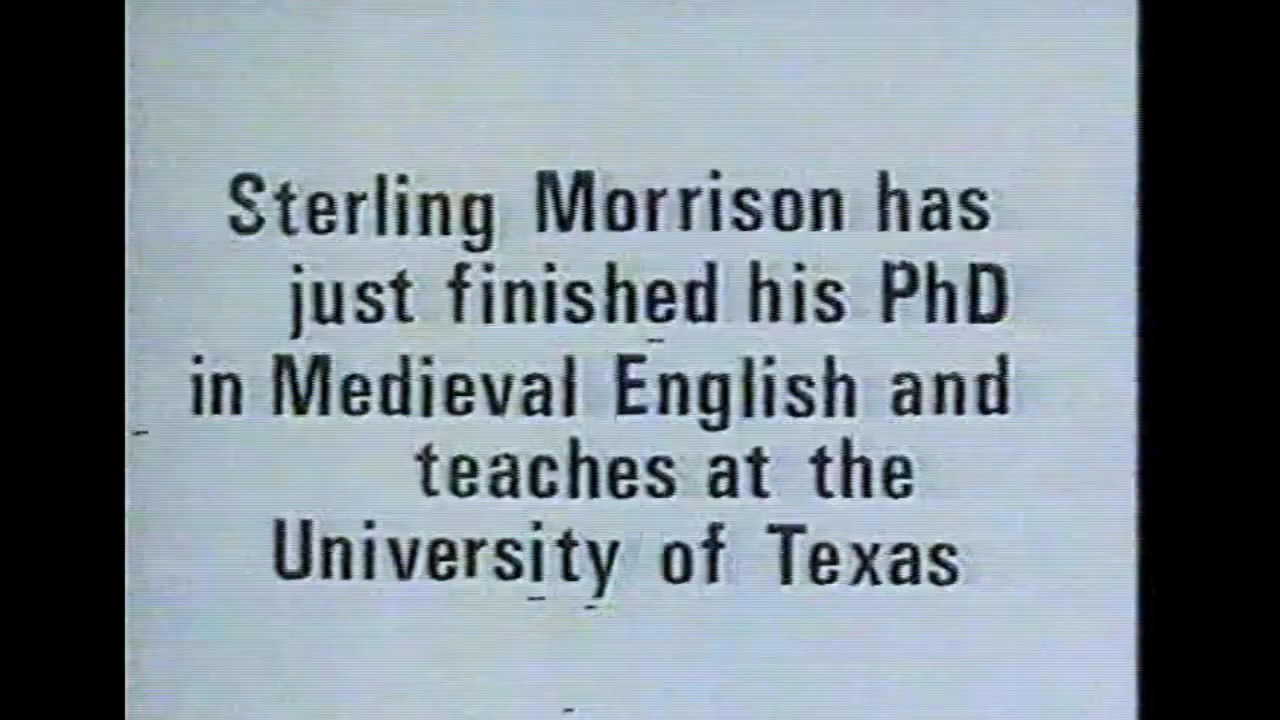 Sterling Morrison has
just finished his PhD
in Medieval English and
teaches at the
University of Texas